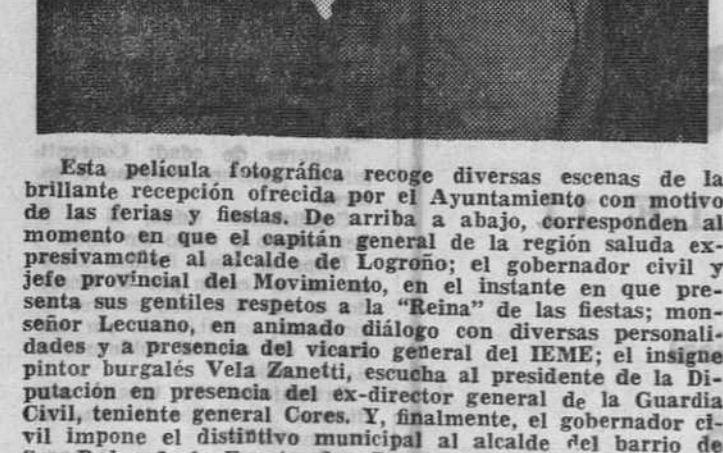 Esta película fotográfica recoge diversas escenas de la
brillante recepción ofrecida por el Ayuntamiento con motivo
de las ferias y fiestas. De arriba a abajo, corresponden al
momento en que el capitán general de la región saluda ex-
presivamente al alcalde de Logroño; el gobernador civil y
jefe provincial del Movimiento, en el instante en que pre-
senta sus gentiles respetos a la "Reina" de las fiestas; mon-
señor Lecuano, en animado diálogo con diversas personali-
dades y a presencia del vicario general del IEME; el insigne
pintor burgalés Vela Zanetti, escucha al presidente de la Di-
putación en presencia del ex-director general de la Guardia
Civil, teniente general Cores. Y, finalmente, el gobernador ci-
vil impone el distintivo municipal al alcalde del barrio de